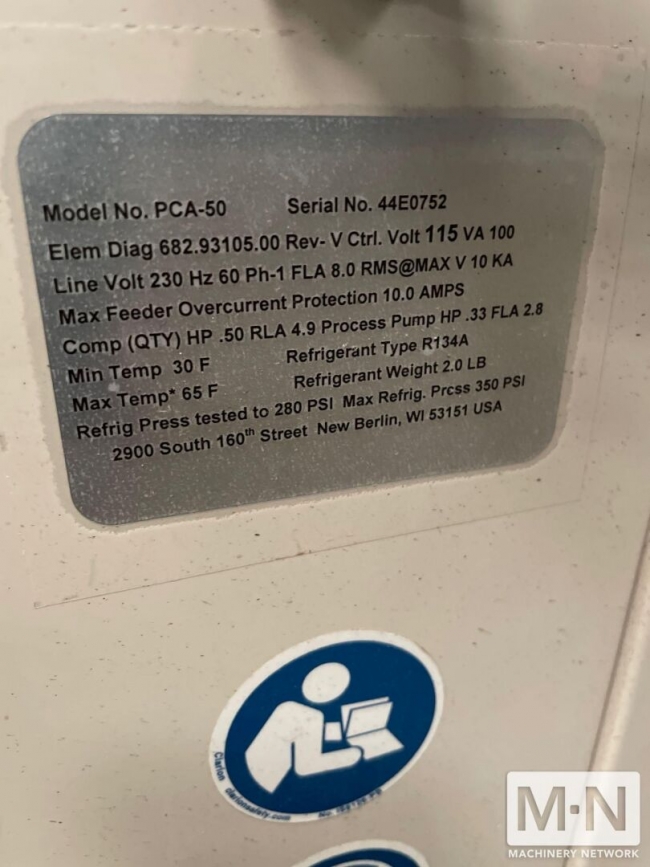 Model No. PCA-50 Serial No. 44E0752
Elem Diag 682.93105.00 Rev- V Ctrl. Volt 115 VA 100
Line Volt 230 Hz 60 Ph-1 FLA 8.0 RMS@MAX V 10 KA
Max Feeder Overcurrent Protection 10.0 AMPS
Comp (QTY) HP .50 RLA 4.9 Process Pump HP .33 FLA 2.8
Min Temp 30 F Refrigerant Type R134A
Max Temp* 65 F Refrigerant Weight 2.0 LB
Refrig Press tested to 280 PSI Max Refrig. Prcss 350 PSI
2900 South 160th Street New Berlin, WI 53151 USA
Clarion clarionsafety.com
M·N
MACHINERY NETWORK